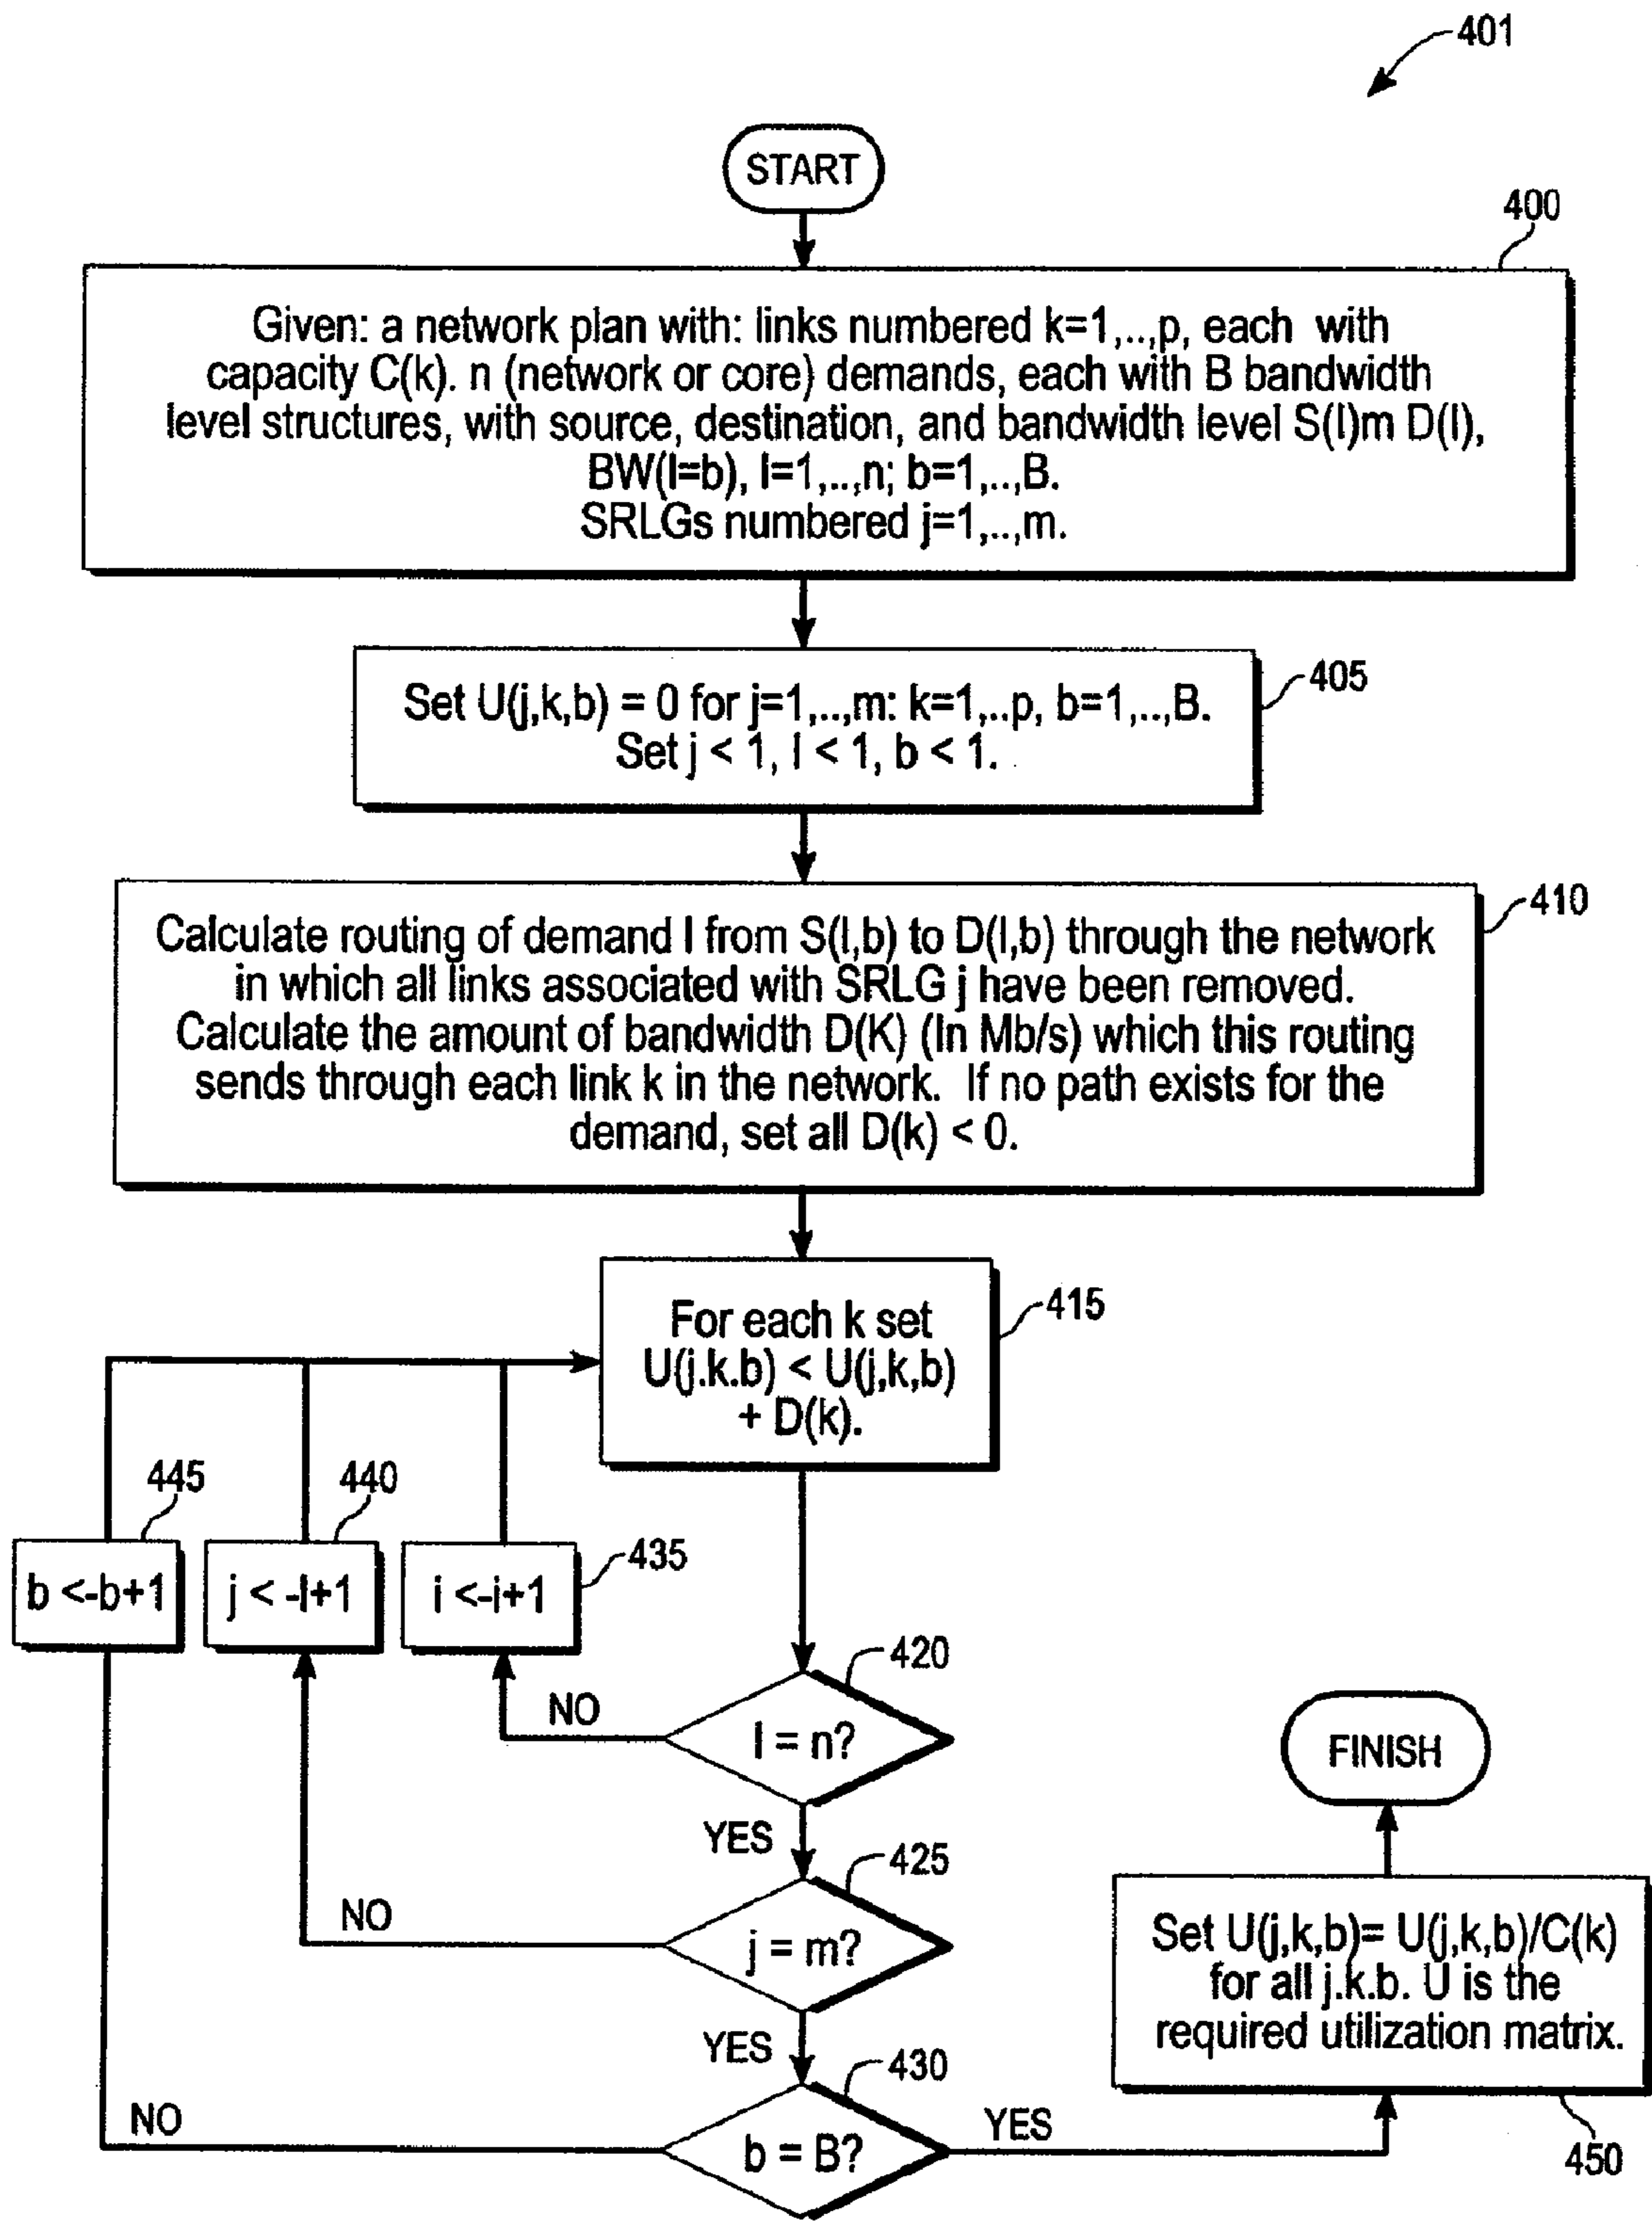 401
START
400
Given: a network plan with: links numbered k=1,..,p, each with
capacity C(k). n (network or core) demands, each with B bandwidth
level structures, with source, destination, and bandwidth level S(l)m D(l),
BW(l=b), l=1,..,n; b=1,..,B.
SRLGs numbered j=1,..,m.
405
Set U(j,k,b) = 0 for j=1,..,m: k=1,..p, b=1,..,B.
Set j < 1, l < 1, b < 1.
410
Calculate routing of demand l from S(l,b) to D(l,b) through the network
in which all links associated with SRLG j have been removed.
Calculate the amount of bandwidth D(K) (In Mb/s) which this routing
sends through each link k in the network. If no path exists for the
demand, set all D(k) < 0.
415
For each k set
U(j.k.b) < U(j,k,b)
+ D(k).
445
b <-b+1
440
j < -l+1
435
i <-i+1
420
l = n?
NO
YES
425
j = m?
NO
YES
430
b = B?
NO
YES
FINISH
Set U(j,k,b)= U(j,k,b)/C(k)
for all j.k.b. U is the
required utilization matrix.
450